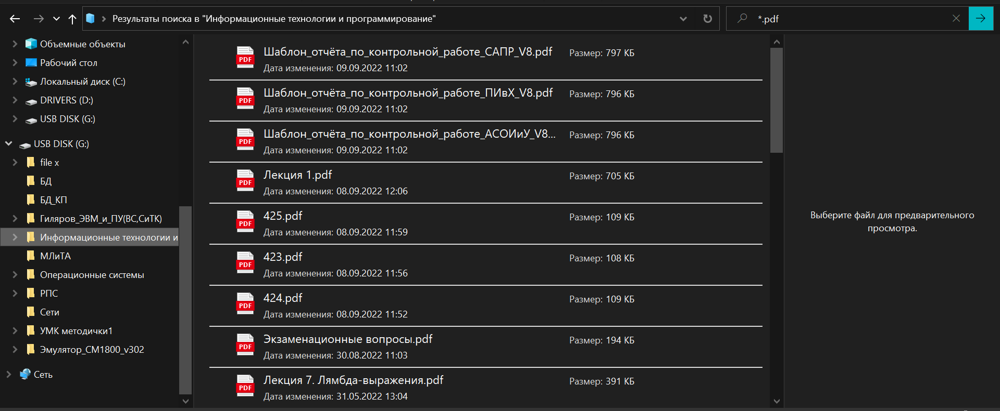 Результаты поиска в "Информационные технологии и программирование"
*.pdf
Объемные объекты
Рабочий стол
Локальный диск (C:)
DRIVERS (D:)
USB DISK (G:)
USB DISK (G:)
file x
БД
БД_КП
Гиляров_ЭВМ_и_ПУ(ВС,СиТК)
Информационные технологии и
МЛиТА
Операционные системы
РПС
Сети
УМК методички1
Эмулятор_СМ1800_v302
Сеть
Шаблон_отчёта_по_контрольной_работе_САПР_V8.pdf Размер: 797 КБ
Дата изменения: 09.09.2022 11:02
Шаблон_отчёта_по_контрольной_работе_ПИвХ_V8.pdf Размер: 796 КБ
Дата изменения: 09.09.2022 11:02
Шаблон_отчёта_по_контрольной_работе_АСОИиУ_V8... Размер: 796 КБ
Дата изменения: 09.09.2022 11:02
Лекция 1.pdf Размер: 705 КБ
Дата изменения: 08.09.2022 12:06
425.pdf Размер: 109 КБ
Дата изменения: 08.09.2022 11:59
423.pdf Размер: 108 КБ
Дата изменения: 08.09.2022 11:56
424.pdf Размер: 109 КБ
Дата изменения: 08.09.2022 11:52
Экзаменационные вопросы.pdf Размер: 194 КБ
Дата изменения: 30.08.2022 11:03
Лекция 7. Лямбда-выражения.pdf Размер: 391 КБ
Дата изменения: 31.05.2022 13:04
PDF
PDF
PDF
PDF
PDF
PDF
PDF
PDF
PDF
Выберите файл для предварительного
просмотра.